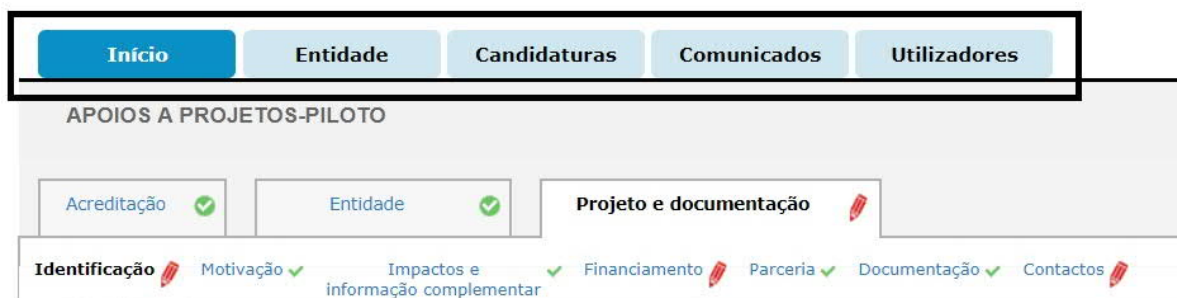 Início Entidade Candidaturas Comunicados Utilizadores
APOIOS A PROJETOS-PILOTO
Acreditação Entidade Projeto e documentação
Identificação Motivação Impactos e Financiamento Parceria Documentação Contactos
informação complementar